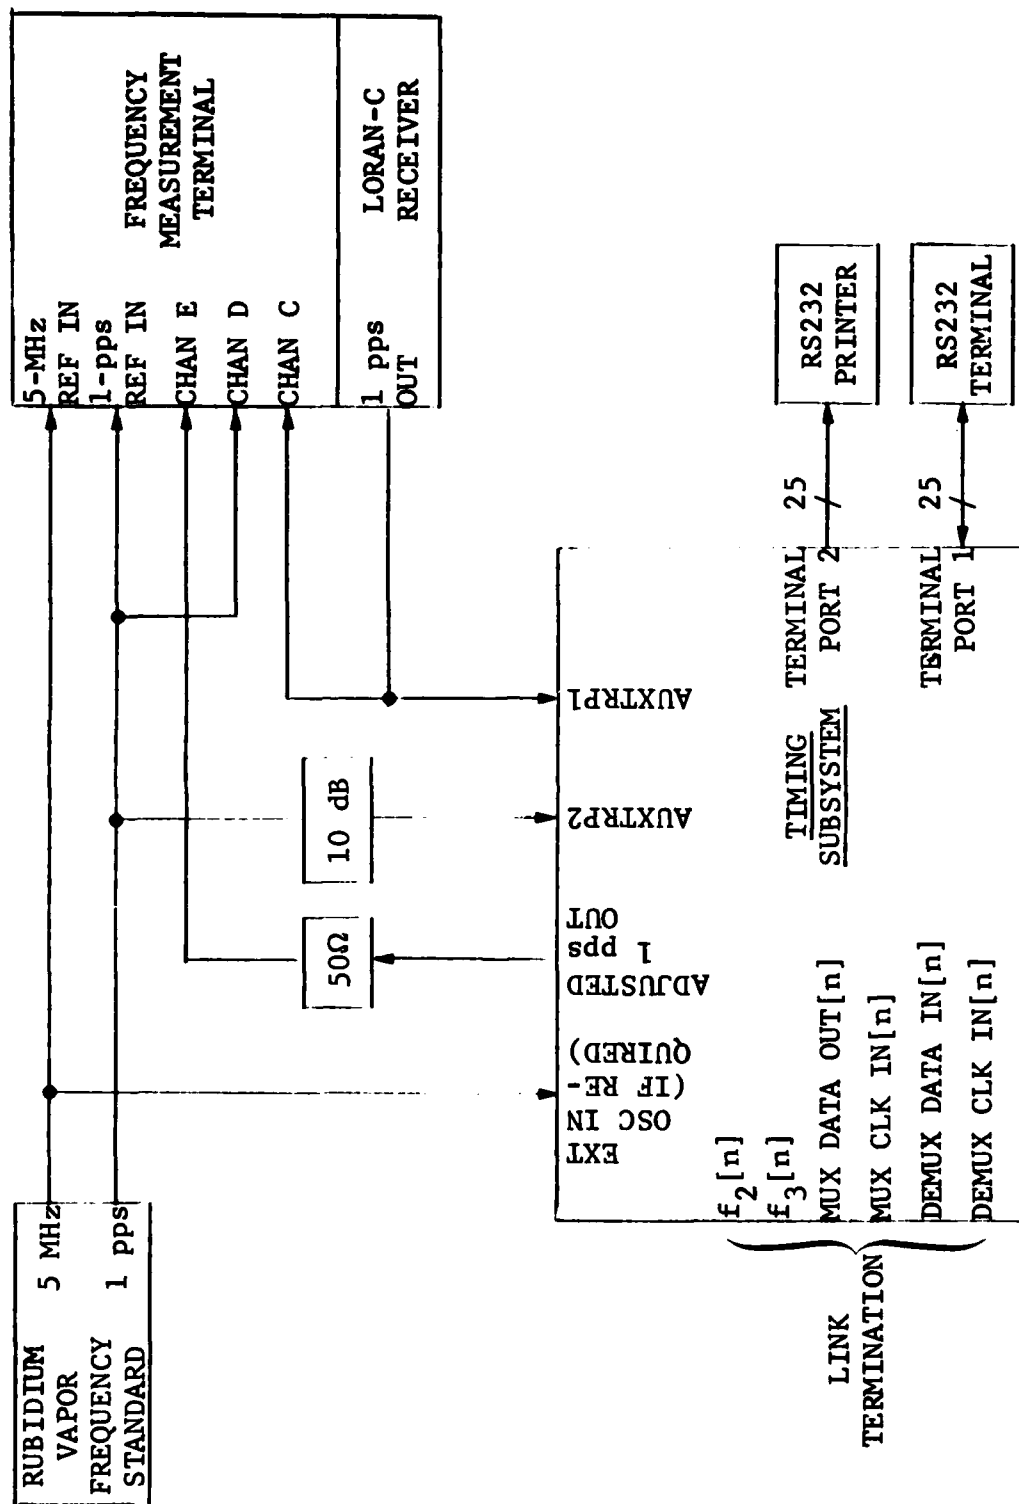 RUBIDIUM
VAPOR
FREQUENCY
STANDARD
5 MHz
1 pps
5-MHz
REF IN
1-pps
REF IN
CHAN E
CHAN D
CHAN C
FREQUENCY
MEASUREMENT
TERMINAL
1 pps
OUT
LORAN-C
RECEIVER
50Ω
10 dB
EXT
OSC IN
(IF RE-
QUIRED)
ADJUSTED
1 pps
OUT
AUXTRP2
AUXTRP1
TIMING
SUBSYSTEM
TERMINAL
PORT 2
TERMINAL
PORT 1
25
25
RS232
PRINTER
RS232
TERMINAL
f2[n]
f3[n]
MUX DATA OUT[n]
MUX CLK IN[n]
DEMUX DATA IN[n]
DEMUX CLK IN[n]
LINK
TERMINATION